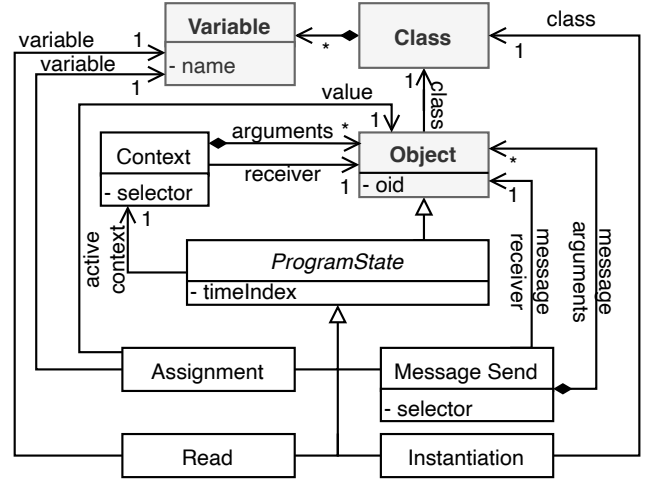 variable
1
Variable
- name
variable
1
*
Class
class
1
value
1
1
class
Context
- selector
arguments
*
receiver
1
Object
- oid
*
1
active
context
1
ProgramState
- timeIndex
message
receiver
message
arguments
Assignment
Message Send
- selector
Read
Instantiation